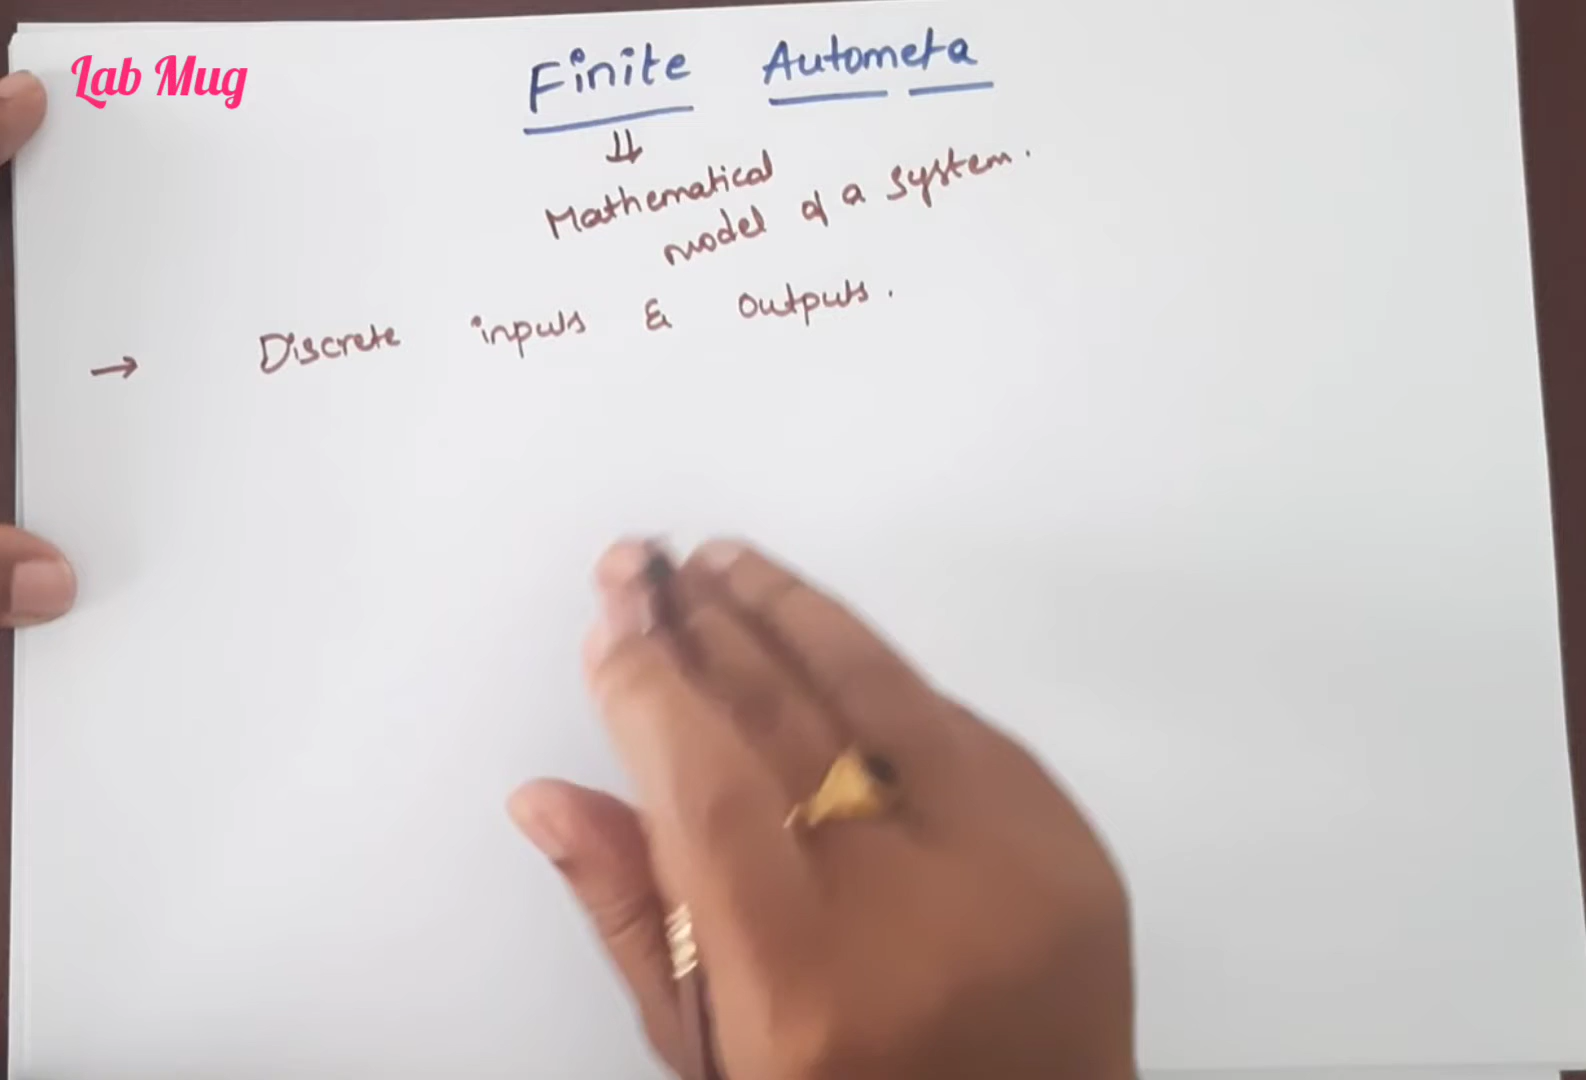 Lab Mug
Finite Autometa
⇓
Mathematical
model of a system.
→ Discrete inputs & outputs.